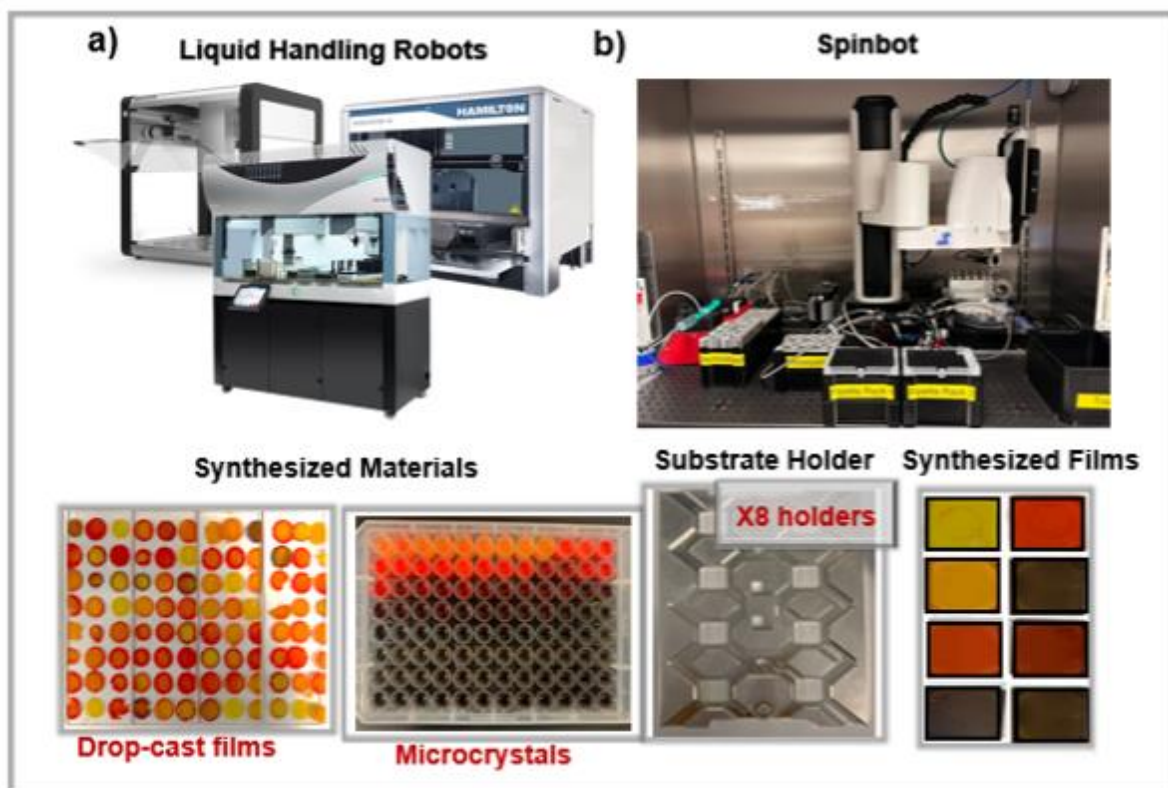 a)
Liquid Handling Robots
b)
Spinbot
HAMILTON
Synthesized Materials
Substrate Holder
Synthesized Films
X8 holders
Drop-cast films
Microcrystals